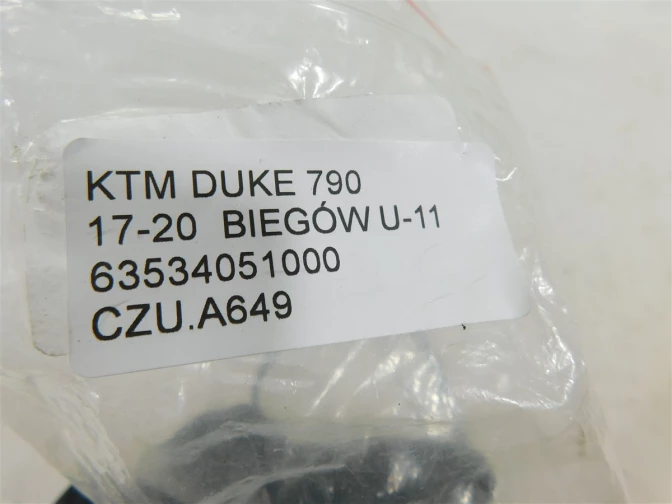 KTM DUKE 790
17-20 BIEGÓW U-11
63534051000
CZU.A649